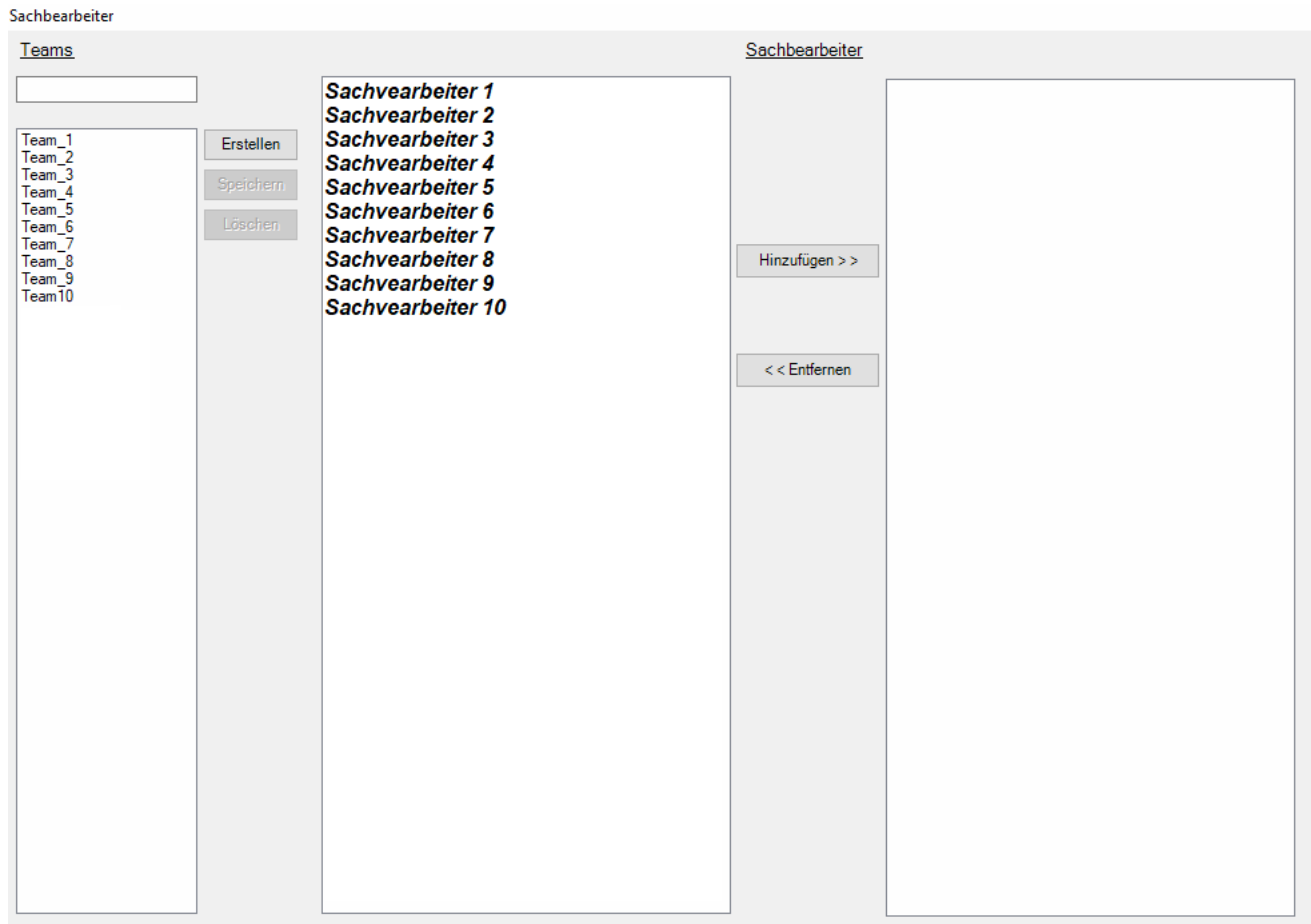 Sachbearbeiter
Teams
Sachbearbeiter
Team_1
Team_2
Team_3
Team_4
Team_5
Team_6
Team_7
Team_8
Team_9
Team10
Erstellen
Speichern
Löschen
Sachvearbeiter 1
Sachvearbeiter 2
Sachvearbeiter 3
Sachvearbeiter 4
Sachvearbeiter 5
Sachvearbeiter 6
Sachvearbeiter 7
Sachvearbeiter 8
Sachvearbeiter 9
Sachvearbeiter 10
Hinzufügen > >
< < Entfernen